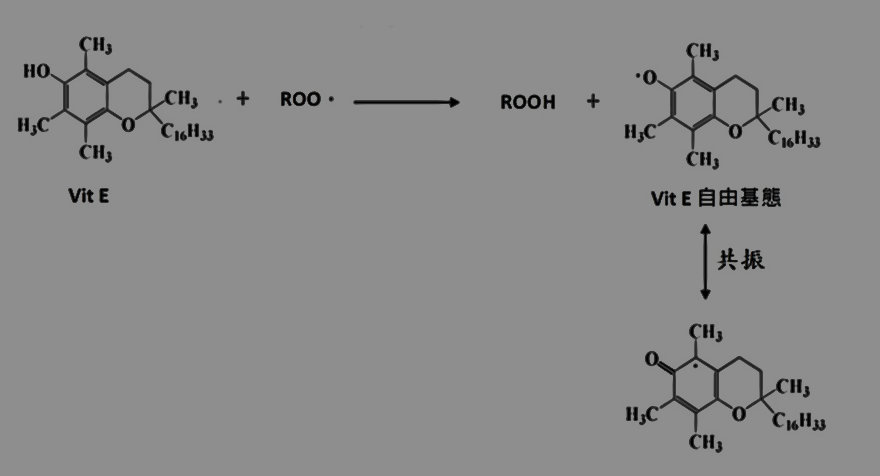 CH₃
HO
CH₃
H₃C
O
C₁₆H₃₃
CH₃
Vit E
+
ROO ·
ROOH
+
CH₃
·O
CH₃
H₃C
O
C₁₆H₃₃
CH₃
Vit E 自由基態
共振
CH₃
O
·
CH₃
H₃C
O
C₁₆H₃₃
CH₃